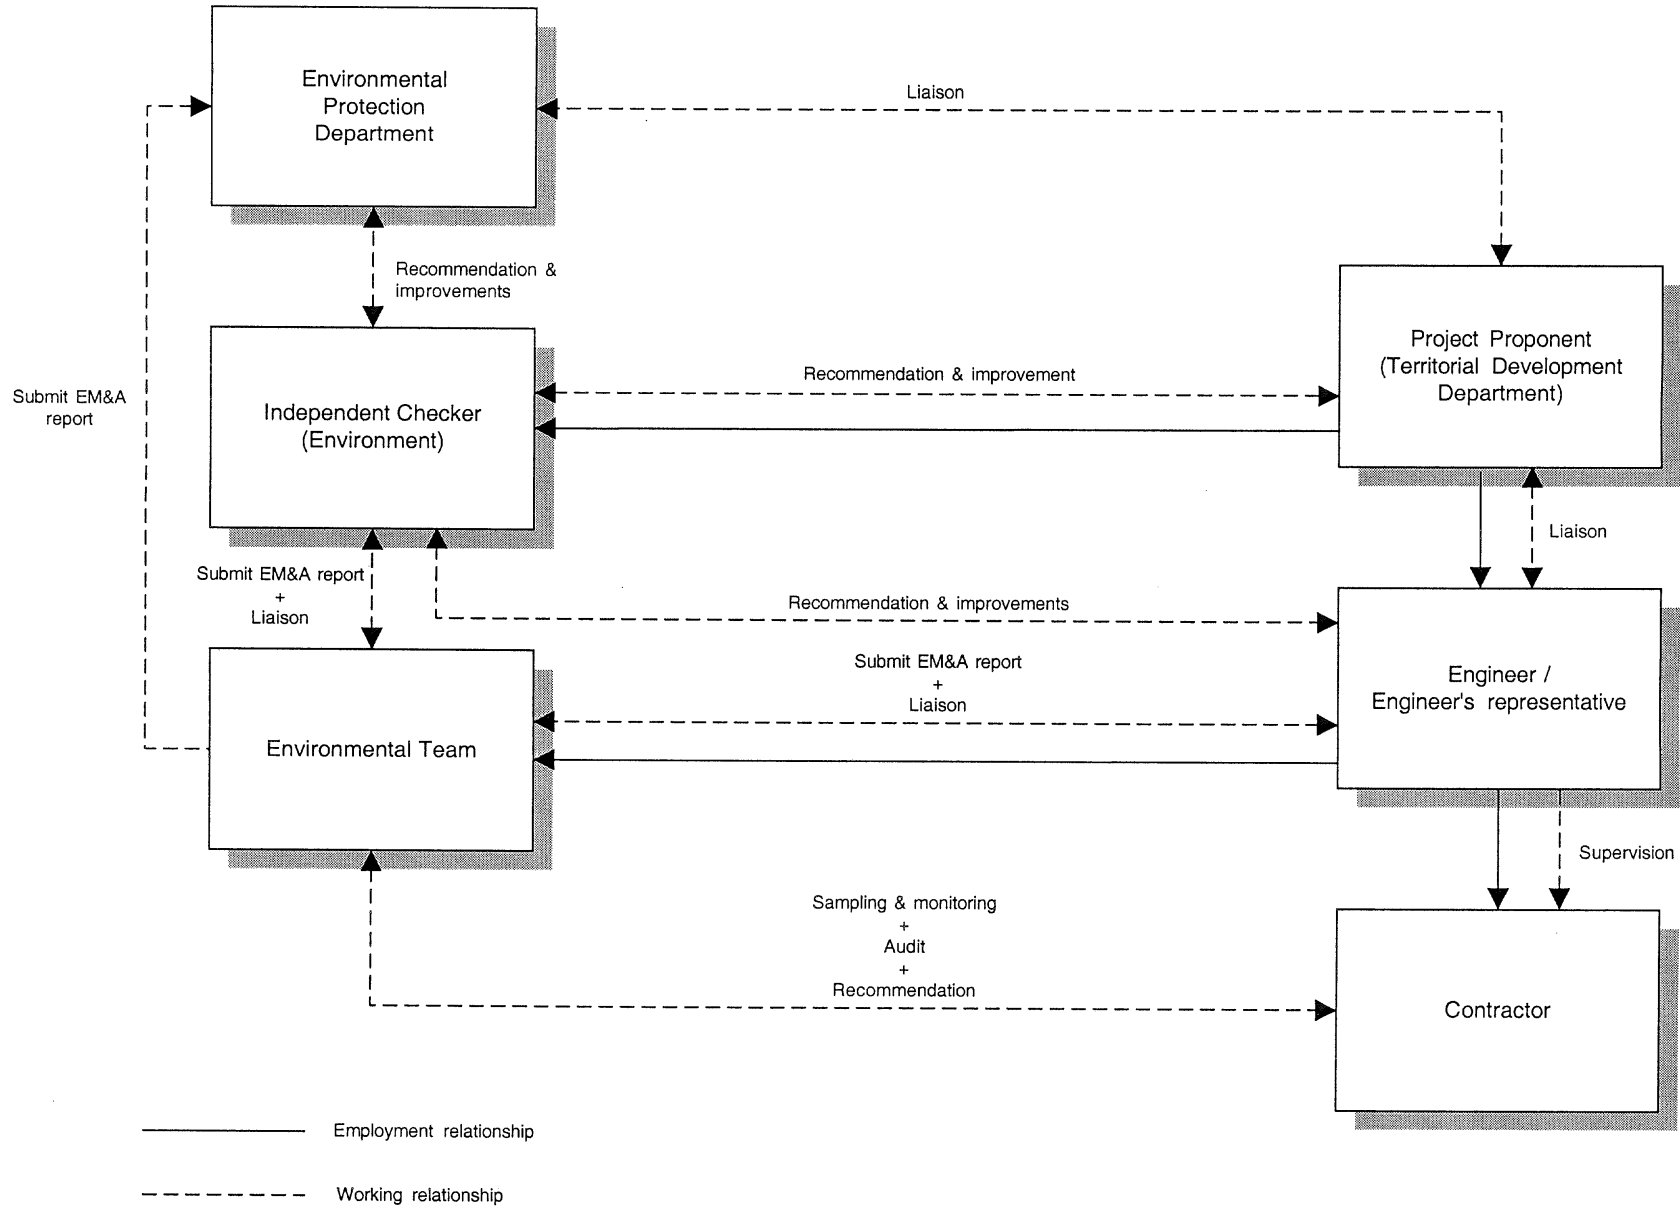 Environmental
Protection
Department
Liaison
Recommendation &
improvements
Project Proponent
(Territorial Development
Department)
Recommendation & improvement
Submit EM&A
report
Independent Checker
(Environment)
Liaison
Submit EM&A report
+
Liaison
Recommendation & improvements
Submit EM&A report
+
Liaison
Engineer /
Engineer's representative
Environmental Team
Supervision
Sampling & monitoring
+
Audit
+
Recommendation
Contractor
Employment relationship
Working relationship